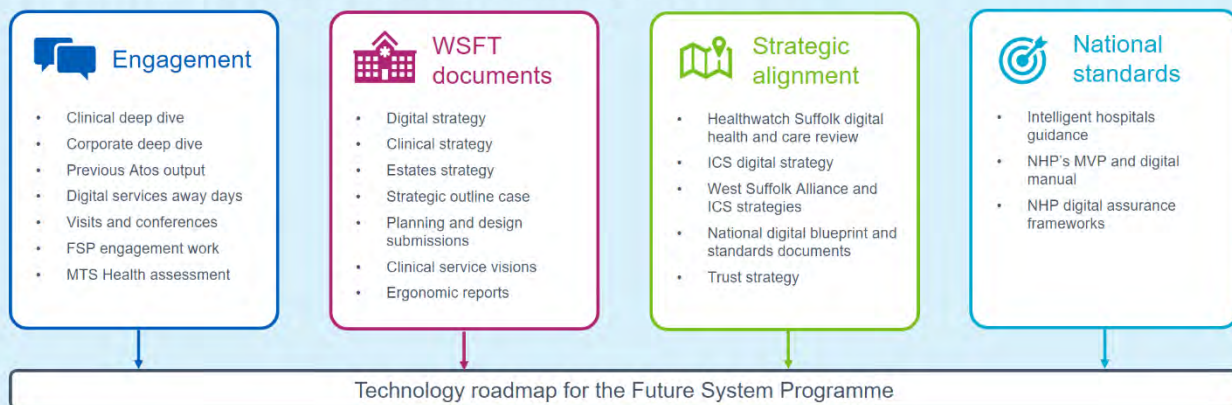 Engagement
• Clinical deep dive
• Corporate deep dive
• Previous Atos output
• Digital services away days
• Visits and conferences
• FSP engagement work
• MTS Health assessment
WSFT
documents
• Digital strategy
• Clinical strategy
• Estates strategy
• Strategic outline case
• Planning and design
submissions
• Clinical service visions
• Ergonomic reports
Strategic
alignment
• Healthwatch Suffolk digital
health and care review
• ICS digital strategy
• West Suffolk Alliance and
ICS strategies
• National digital blueprint and
standards documents
• Trust strategy
National
standards
• Intelligent hospitals
guidance
• NHP's MVP and digital
manual
• NHP digital assurance
frameworks
Technology roadmap for the Future System Programme